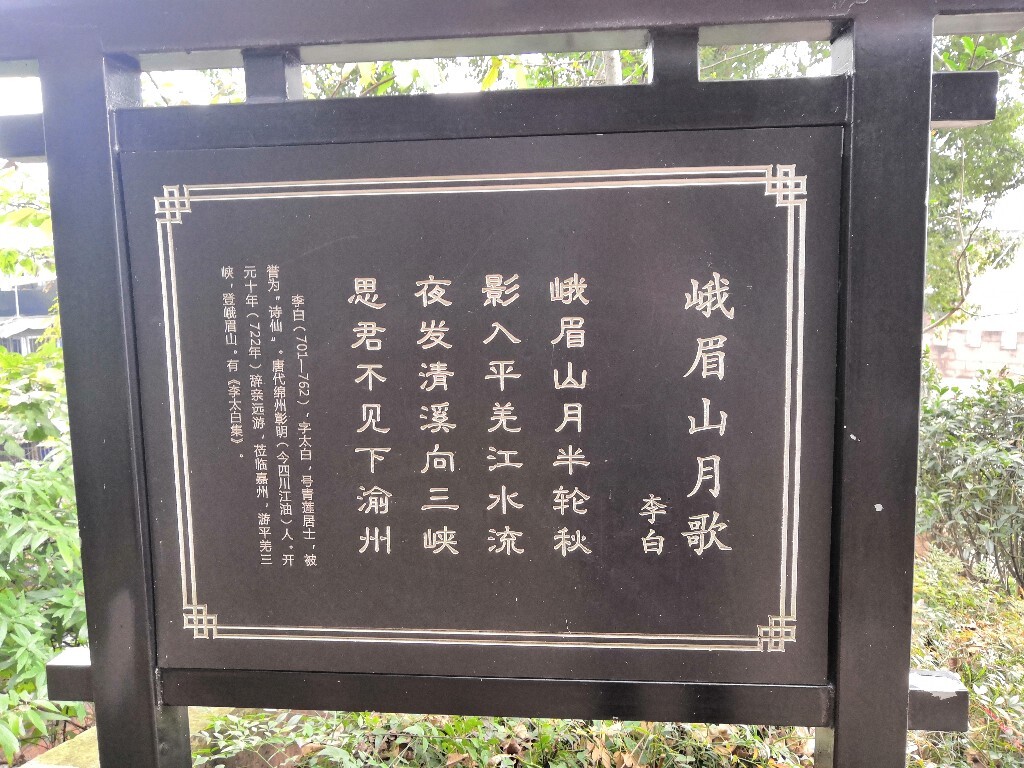 峨眉山月歌
李白
峨眉山月半轮秋
影入平羌江水流
夜发清溪向三峡
思君不见下渝州
李白(701—762),字太白、号青莲居士,被
誉为“诗仙”。唐代绵州彰明(今四川江油)人。开
元十年(722年)辞亲远游,莅临嘉州,游平羌三
峡,登峨眉山。有《李太白集》。